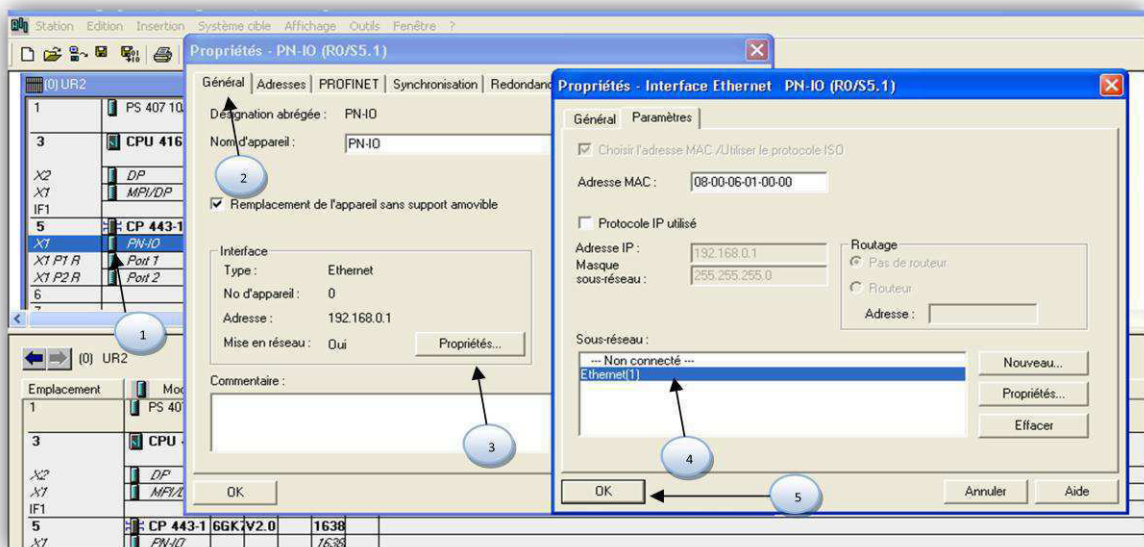 Station Edition Insertion Système cible Affichage Outils Fenêtre ?
(0) UR2
1 PS 407 10
3 CPU 416
X2 DP
X1 MPI/DP
IF1
5 CP 443-1
X1 PN-IO
X1 P1 R Port 1
X1 P2 R Port 2
6
7
1
(0) UR2
Emplacement Mod
1 PS 40
3 CPU
X2 DP
X1 MPI/D
IF1
5 CP 443-1 6GK7 V2.0 1638
X1 PN-IO 1638
Propriétés - PN-IO (R0/S5.1)
Général Adresses PROFINET Synchronisation Redondanc
Désignation abrégée : PN-IO
Nom d'appareil : PN-IO
2
Remplacement de l'appareil sans support amovible
Interface
Type : Ethernet
No d'appareil : 0
Adresse : 192.168.0.1
Mise en réseau : Oui Propriétés...
Commentaire :
3
OK
Propriétés - Interface Ethernet PN-IO (R0/S5.1)
Général Paramètres
Choisir l'adresse MAC /Utiliser le protocole ISO
Adresse MAC : 08-00-06-01-00-00
Protocole IP utilisé
Adresse IP : 192.168.0.1
Masque
sous-réseau : 255.255.255.0
Routage
Pas de routeur
Routeur
Adresse :
Sous-réseau :
--- Non connecté ---
Ethernet(1)
Nouveau...
Propriétés...
Effacer
4
OK
5
Annuler Aide